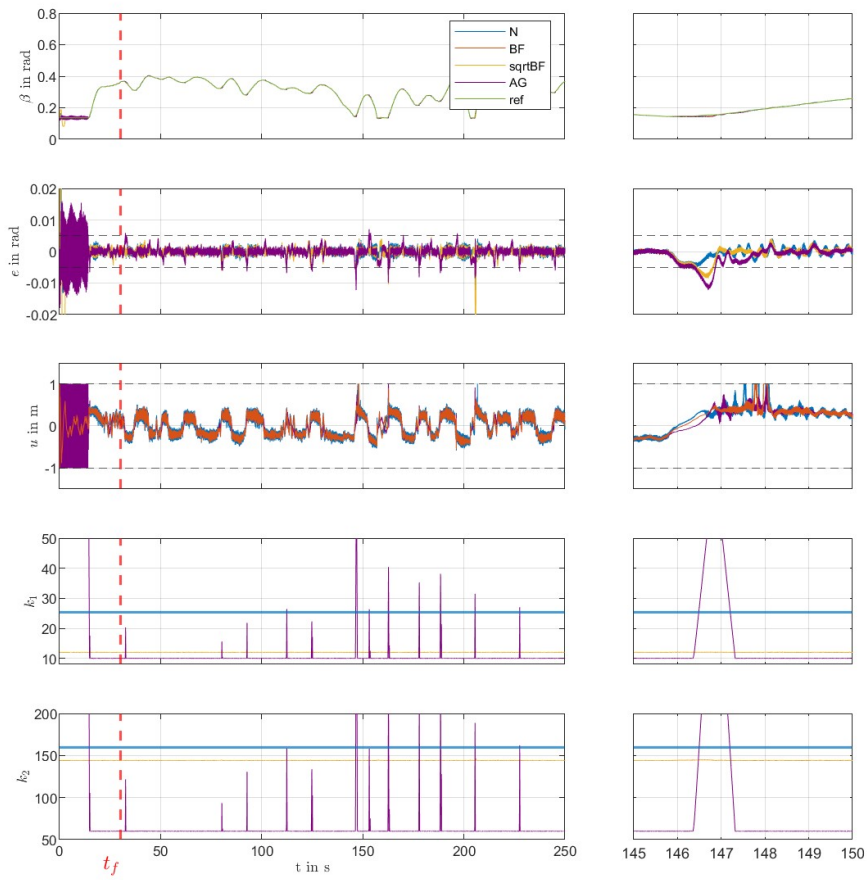 0.8
0.6
0.4
0.2
0
β in rad
N
BF
sqrtBF
AG
ref
0.02
0.01
0
-0.01
-0.02
e in rad
1
0
-1
u in m
50
40
30
20
10
k₁
200
150
100
50
k₂
0
50
100
150
200
250
t_f
t in s
145
146
147
148
149
150